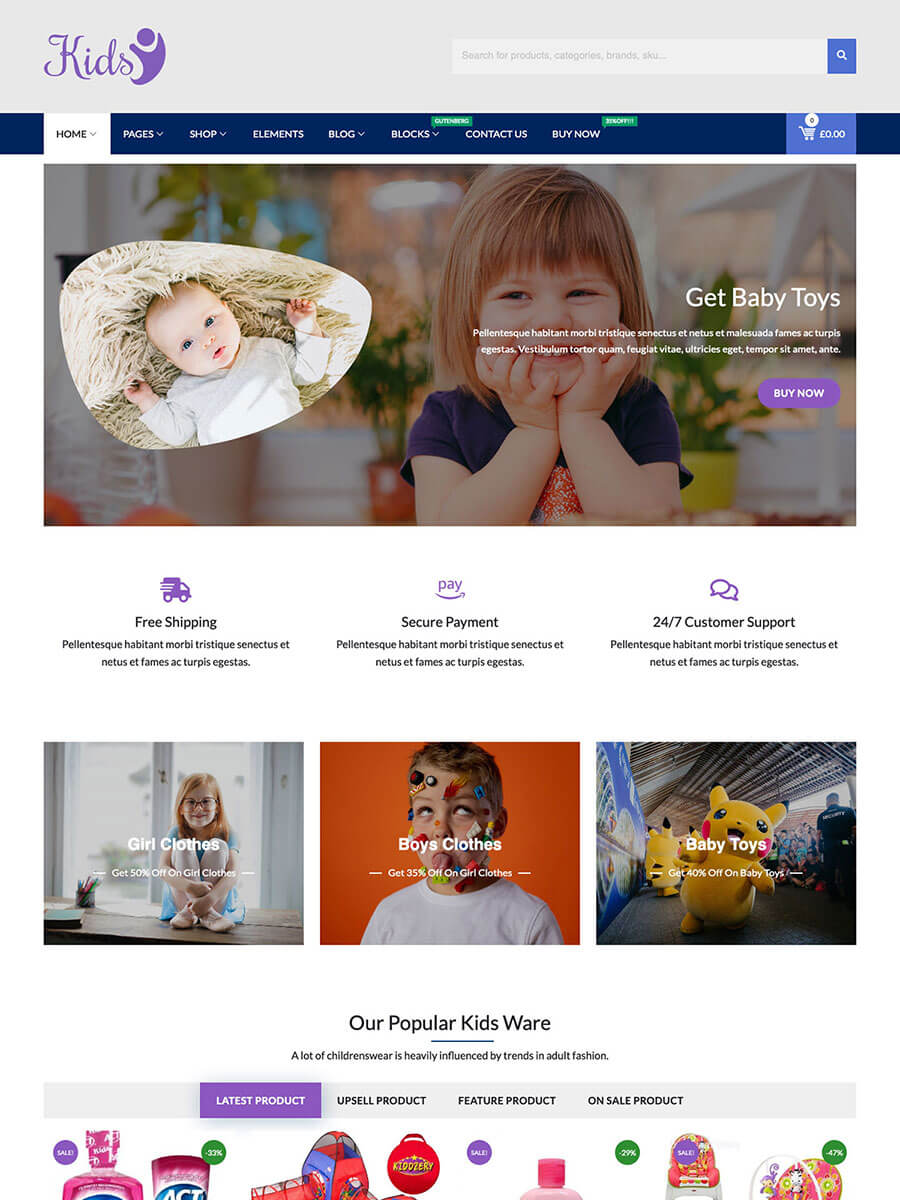 Kids
Search for products, categories, brands, sku...
HOME PAGES SHOP ELEMENTS BLOG BLOCKS GUTENBERG CONTACT US BUY NOW 35%OFF!!! 0 £0.00
Get Baby Toys
Pellentesque habitant morbi tristique senectus et netus et malesuada fames ac turpis
egestas. Vestibulum tortor quam, feugiat vitae, ultricies eget, tempor sit amet, ante.
BUY NOW
pay
Free Shipping
Pellentesque habitant morbi tristique senectus et
netus et fames ac turpis egestas.
Secure Payment
Pellentesque habitant morbi tristique senectus et
netus et fames ac turpis egestas.
24/7 Customer Support
Pellentesque habitant morbi tristique senectus et
netus et fames ac turpis egestas.
Girl Clothes
Get 50% Off On Girl Clothes
Boys Clothes
Get 35% Off On Girl Clothes
SECURITY
Baby Toys
Get 40% Off On Baby Toys
Our Popular Kids Ware
A lot of childrenswear is heavily influenced by trends in adult fashion.
LATEST PRODUCT UPSELL PRODUCT FEATURE PRODUCT ON SALE PRODUCT
SALE! -33% SALE! -29% SALE! -47%
ACT
KIDDZERY